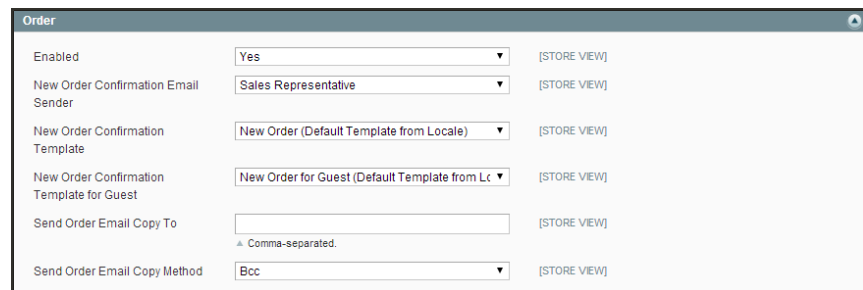 Order
Enabled Yes [STORE VIEW]
New Order Confirmation Email Sales Representative [STORE VIEW]
Sender
New Order Confirmation New Order (Default Template from Locale) [STORE VIEW]
Template
New Order Confirmation New Order for Guest (Default Template from Lo [STORE VIEW]
Template for Guest
Send Order Email Copy To [STORE VIEW]
Comma-separated.
Send Order Email Copy Method Bcc [STORE VIEW]